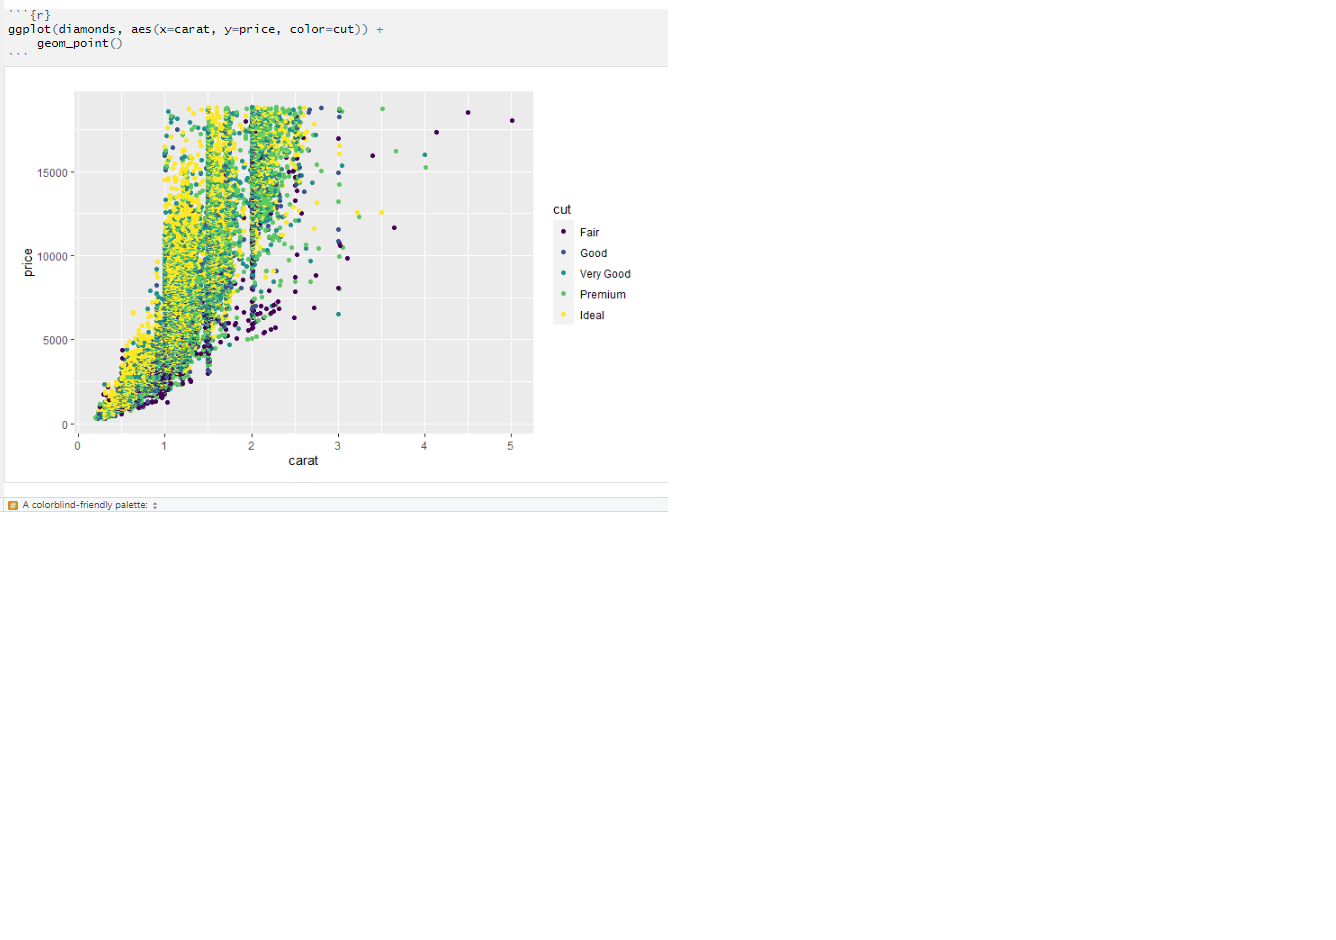 ```{r}
ggplot(diamonds, aes(x=carat, y=price, color=cut)) +
    geom_point()
```
15000
10000
5000
0
price
0 1 2 3 4 5
carat
cut
Fair
Good
Very Good
Premium
Ideal
# A colorblind-friendly palette: